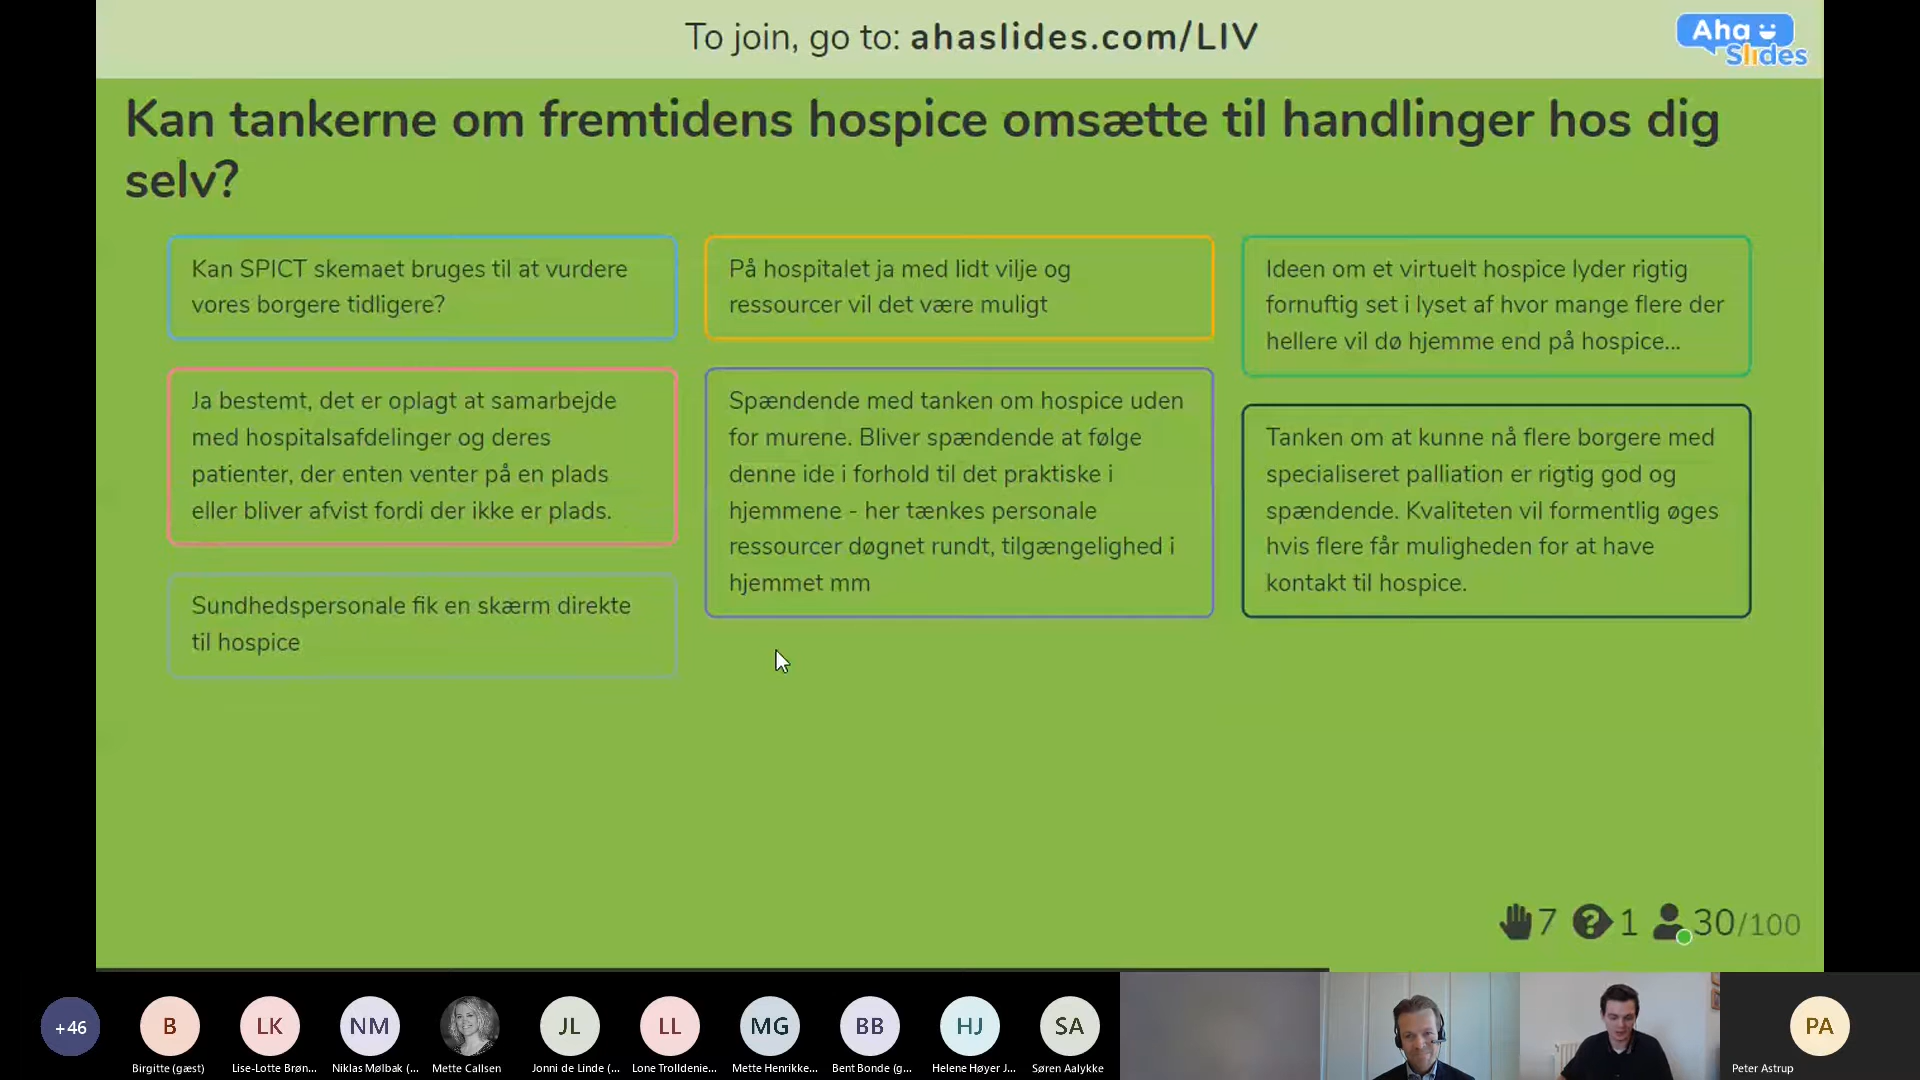 To join, go to: ahaslides.com/LIV
Aha
Slides
Kan tankerne om fremtidens hospice omsætte til handlinger hos dig
selv?
Kan SPICT skemaet bruges til at vurdere
vores borgere tidligere?
På hospitalet ja med lidt vilje og
ressourcer vil det være muligt
Ideen om et virtuelt hospice lyder rigtig
fornuftig set i lyset af hvor mange flere der
hellere vil dø hjemme end på hospice...
Ja bestemt, det er oplagt at samarbejde
med hospitalsafdelinger og deres
patienter, der enten venter på en plads
eller bliver afvist fordi der ikke er plads.
Spændende med tanken om hospice uden
for murene. Bliver spændende at følge
denne ide i forhold til det praktiske i
hjemmene - her tænkes personale
ressourcer døgnet rundt, tilgængelighed i
hjemmet mm
Tanken om at kunne nå flere borgere med
specialiseret palliation er rigtig god og
spændende. Kvaliteten vil formentlig øges
hvis flere får muligheden for at have
kontakt til hospice.
Sundhedspersonale fik en skærm direkte
til hospice
7 ? 1 30/100
+46
B
LK
NM
JL
LL
MG
BB
HJ
SA
PA
Birgitte (gæst)
Lise-Lotte Brøn...
Niklas Mølbak (...
Mette Callsen
Jonni de Linde (...
Lone Trolldenie...
Mette Henrikke...
Bent Bonde (g...
Helene Høyer J...
Søren Aalykke
Peter Astrup